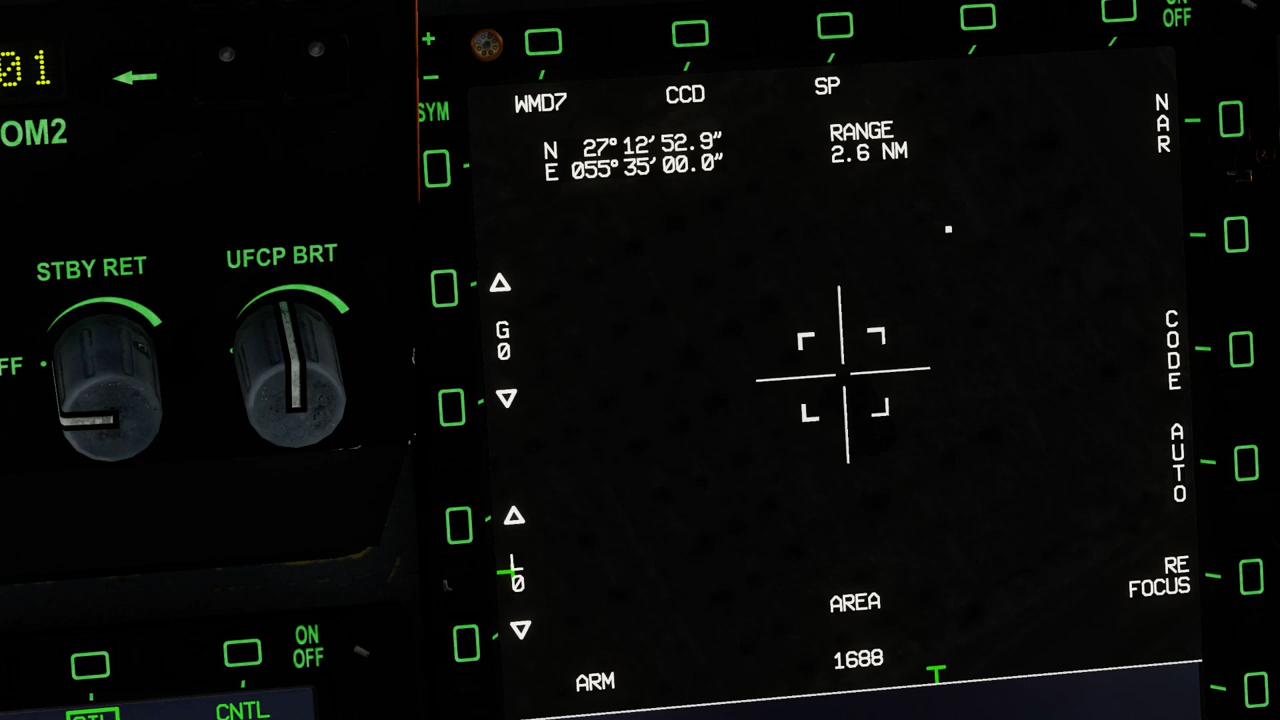 01
OM2
STBY RET
UFCP BRT
FF
ON
OFF
CNTL
+
-
SYM
ON
OFF
WMD7
CCD
SP
N 27°12′52.9″
E 055°35′00.0″
RANGE
2.6 NM
NAR
G
0
CODE
AUTO
L
0
RE
FOCUS
AREA
1688
ARM
T